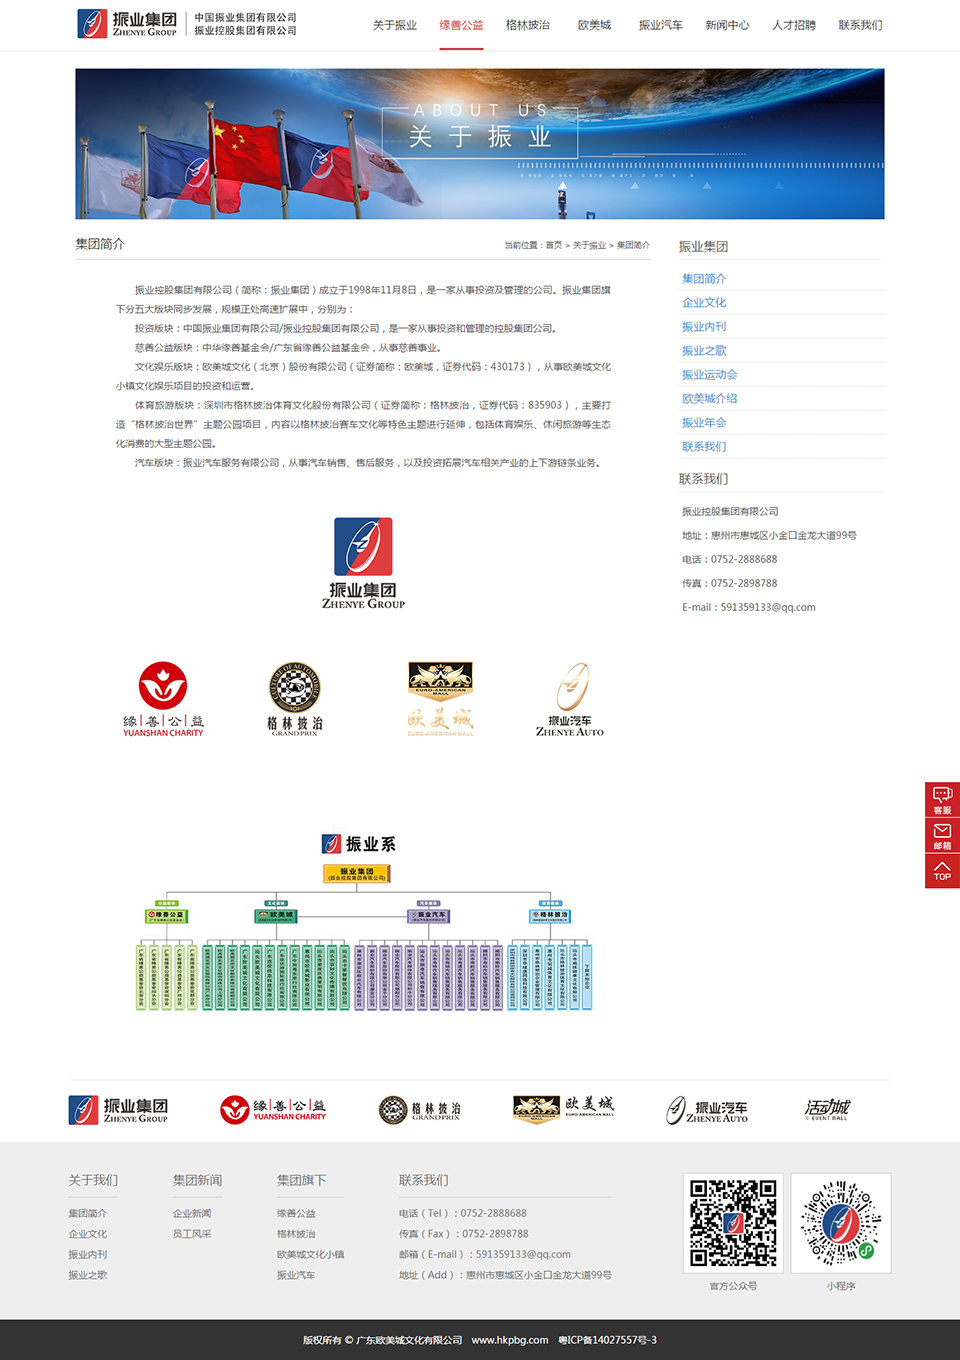 振业集团
ZHENYE GROUP
中国振业集团有限公司
振业控股集团有限公司
关于振业 缘善公益 格林披治 欧美城 振业汽车 新闻中心 人才招聘 联系我们
ABOUT US
关于振业
集团简介
当前位置：首页 > 关于振业 > 集团简介
振业控股集团有限公司（简称：振业集团）成立于1998年11月8日，是一家从事投资及管理的公司。振业集团旗
下分五大版块同步发展，规模正处高速扩展中，分别为：
投资版块：中国振业集团有限公司/振业控股集团有限公司，是一家从事投资和管理的控股集团公司。
慈善公益版块：中华缘善基金会/广东省缘善公益基金会，从事慈善事业。
文化娱乐版块：欧美城文化（北京）股份有限公司（证券简称：欧美城，证券代码：430173），从事欧美城文化
小镇文化娱乐项目的投资和运营。
体育旅游版块：深圳市格林披治体育文化股份有限公司（证券简称：格林披治，证券代码：835903），主要打
造“格林披治世界”主题公园项目，内容以格林披治赛车文化等特色主题进行延伸，包括体育娱乐、休闲旅游等生态
化消费的大型主题公园。
汽车版块：振业汽车服务有限公司，从事汽车销售、售后服务，以及投资拓展汽车相关产业的上下游链条业务。
振业集团
集团简介
企业文化
振业内刊
振业之歌
振业运动会
欧美城介绍
振业年会
联系我们
联系我们
振业控股集团有限公司
地址：惠州市惠城区小金口金龙大道99号
电话：0752-2888688
传真：0752-2898788
E-mail：591359133@qq.com
振业集团
ZHENYE GROUP
缘善公益
YUANSHAN CHARITY
CULTURE OF AUTOMOBILE
格林披治
GRANDPRIX
EURO-AMERICAN
MALL
欧美城
EURO-AMERICAN MALL
振业汽车
ZHENYE AUTO
客服
邮箱
TOP
振业系
振业集团
(振业控股集团有限公司)
缘善公益 欧美城 振业汽车 格林披治
振业集团
ZHENYE GROUP
缘善公益
YUANSHAN CHARITY
格林披治
GRANDPRIX
EURO-AMERICAN
MALL
欧美城
EURO-AMERICAN MALL
振业汽车
ZHENYE AUTO
活动城
EVENT MALL
关于我们
集团简介
企业文化
振业内刊
振业之歌
集团新闻
企业新闻
员工风采
集团旗下
缘善公益
格林披治
欧美城文化小镇
振业汽车
联系我们
电话（Tel）：0752-2888688
传真（Fax）：0752-2898788
邮箱（E-mail）：591359133@qq.com
地址（Add）：惠州市惠城区小金口金龙大道99号
官方公众号
小程序
版权所有 © 广东欧美城文化有限公司 www.hkpbg.com 粤ICP备14027557号-3